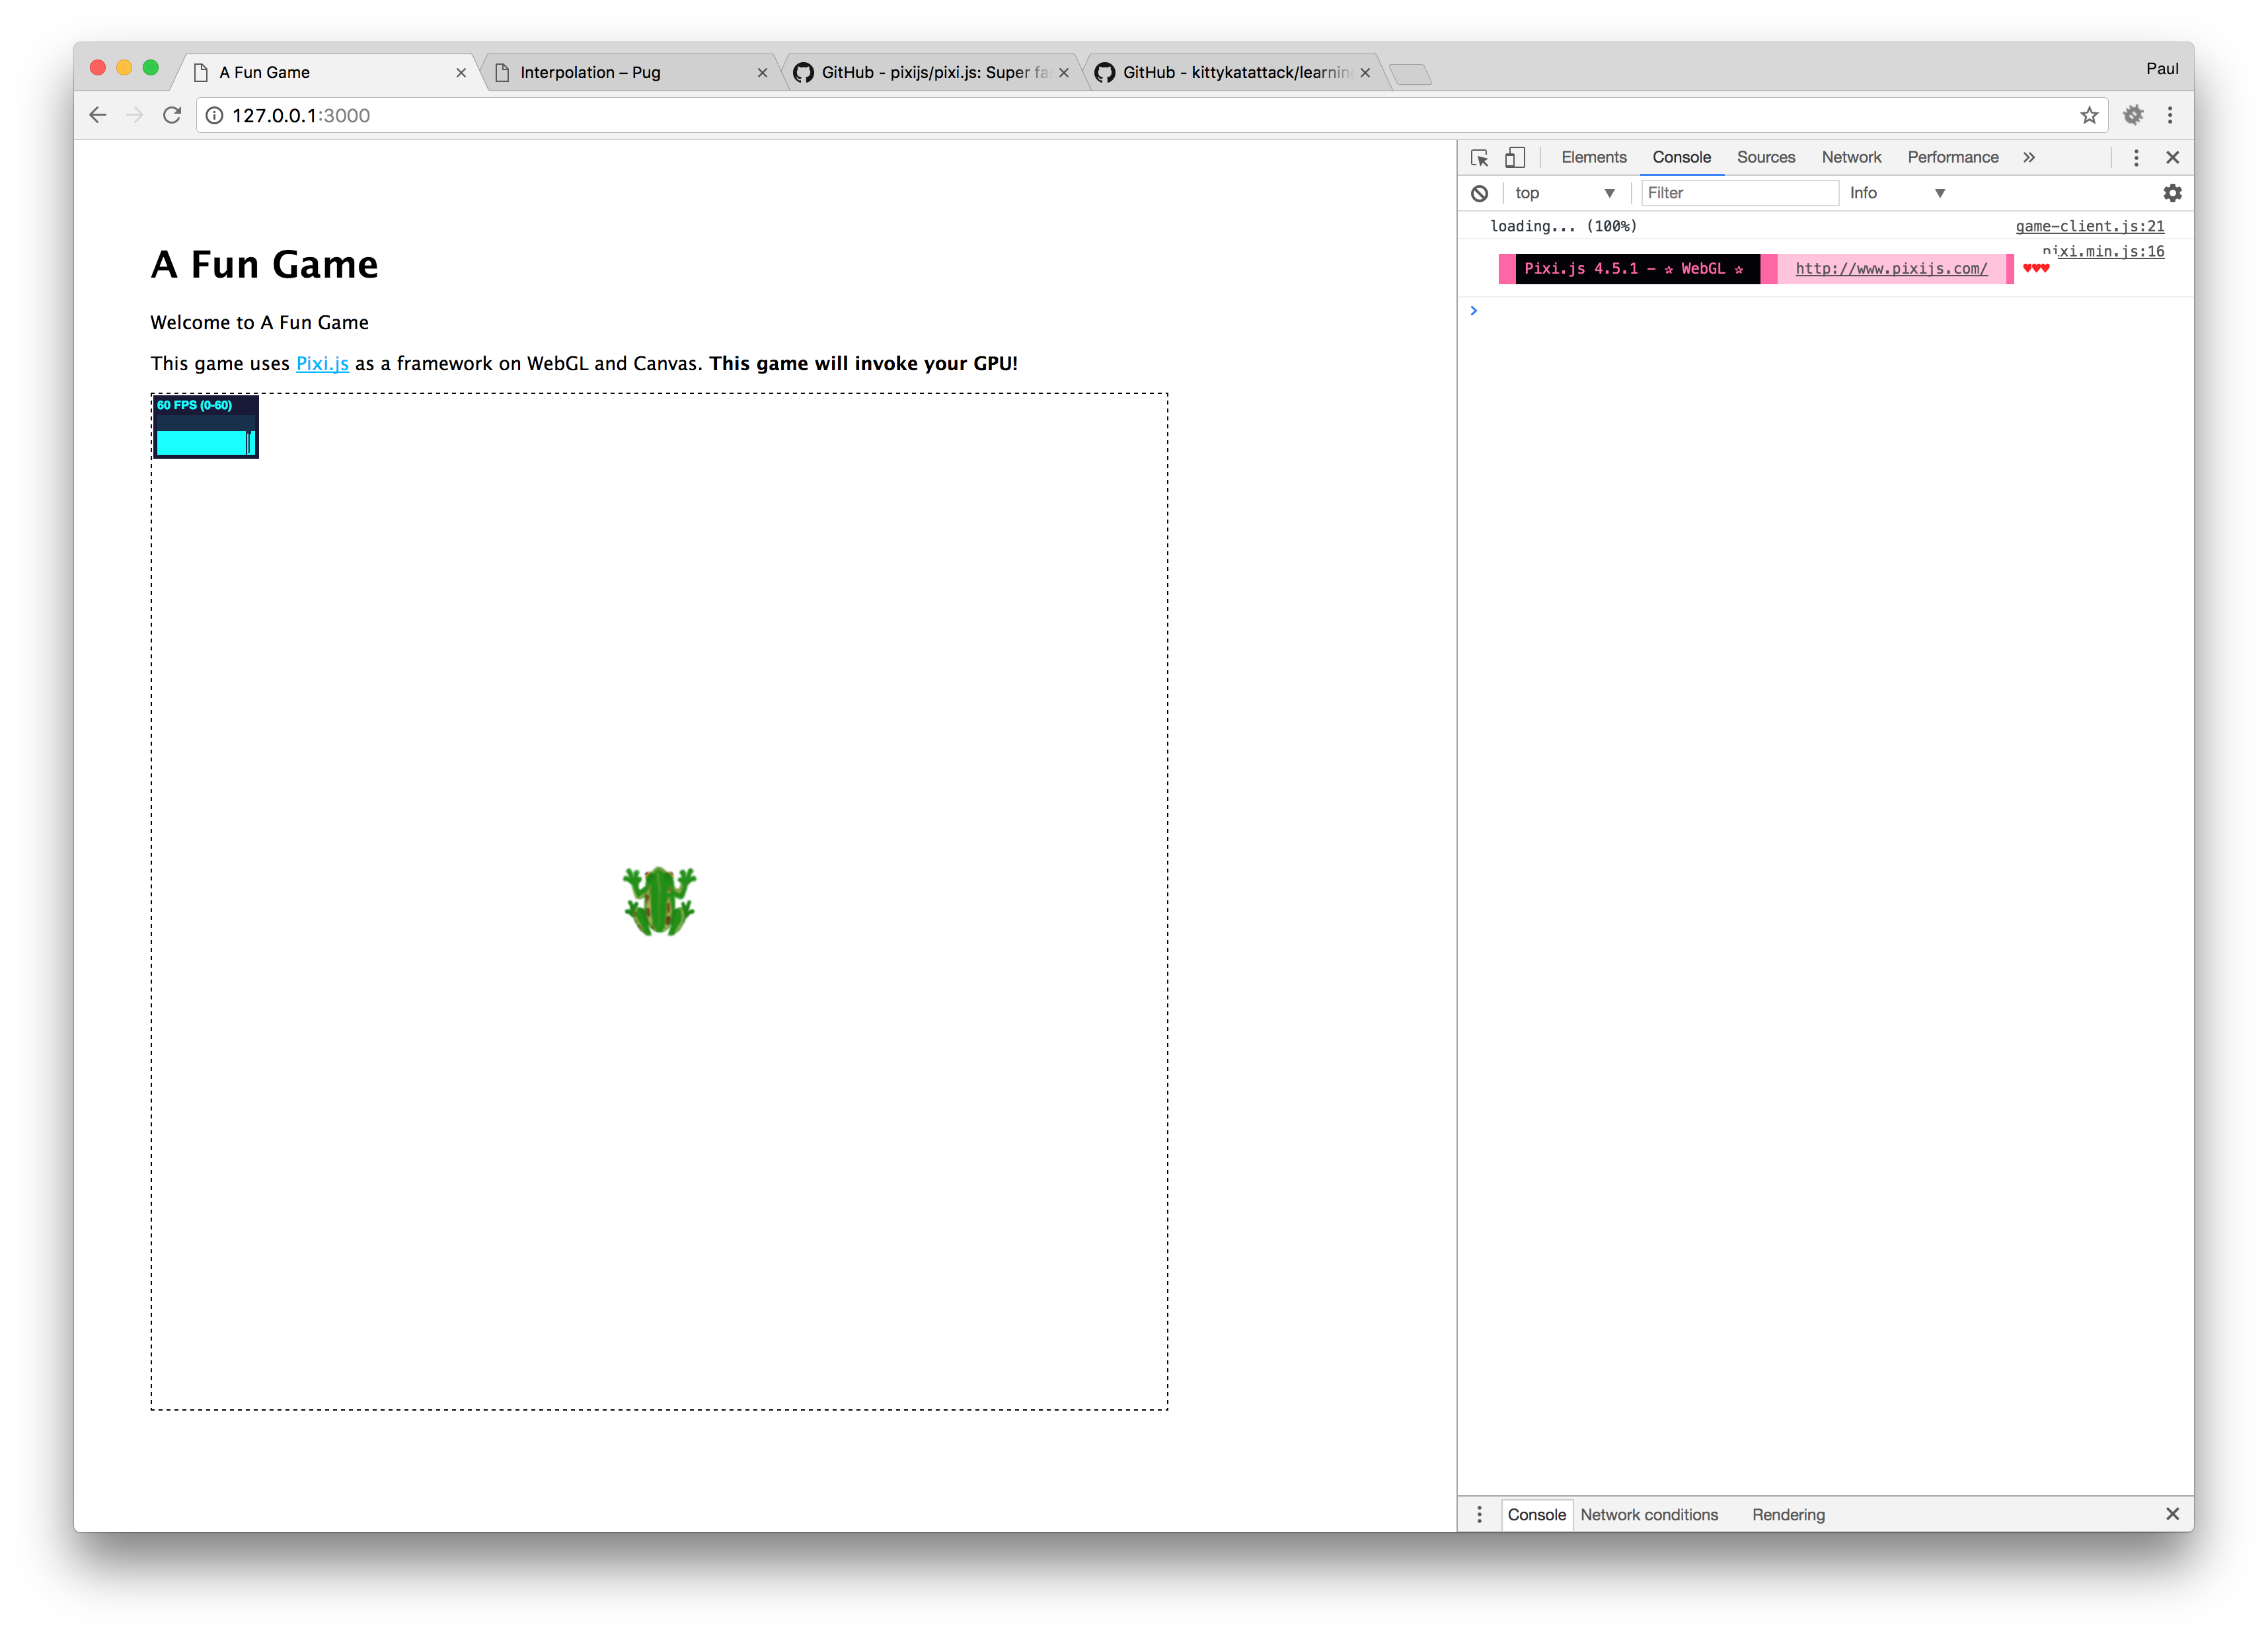 A Fun Game
Interpolation – Pug
GitHub - pixijs/pixi.js: Super fa
GitHub - kittykatattack/learnin
Paul
127.0.0.1:3000
A Fun Game
Welcome to A Fun Game
This game uses Pixi.js as a framework on WebGL and Canvas. This game will invoke your GPU!
60 FPS (0-60)
Elements Console Sources Network Performance »
top ▼ Filter Info ▼
loading... (100%) game-client.js:21
pixi.min.js:16
Pixi.js 4.5.1 - ✰ WebGL ✰ http://www.pixijs.com/ ♥♥♥
Console Network conditions Rendering